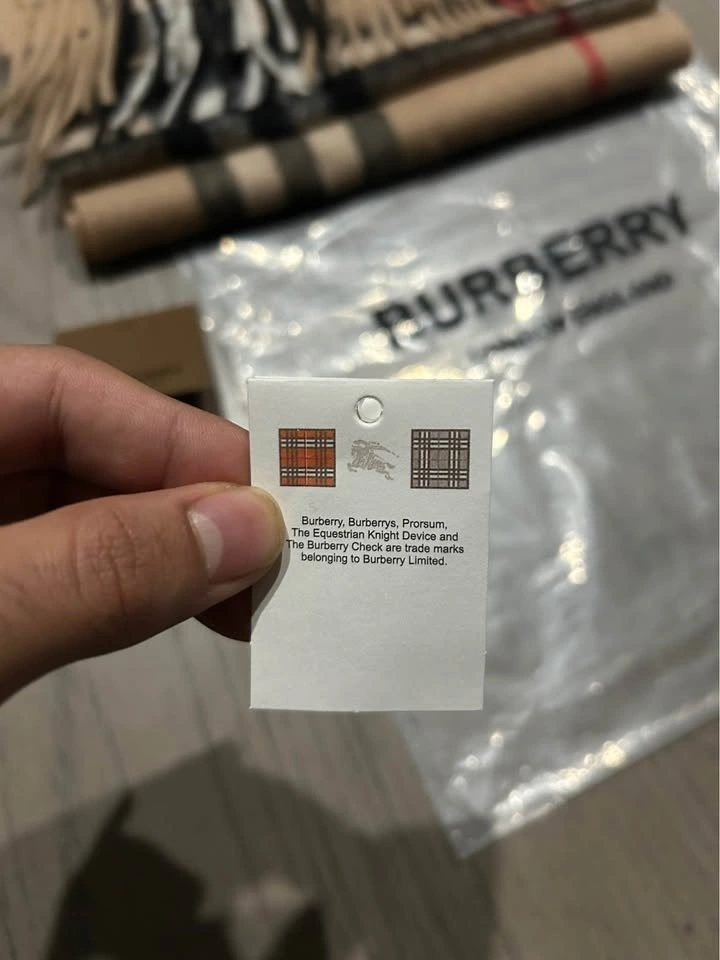 BURBERRY
Burberry, Burberrys, Prorsum,
The Equestrian Knight Device and
The Burberry Check are trade marks
belonging to Burberry Limited.